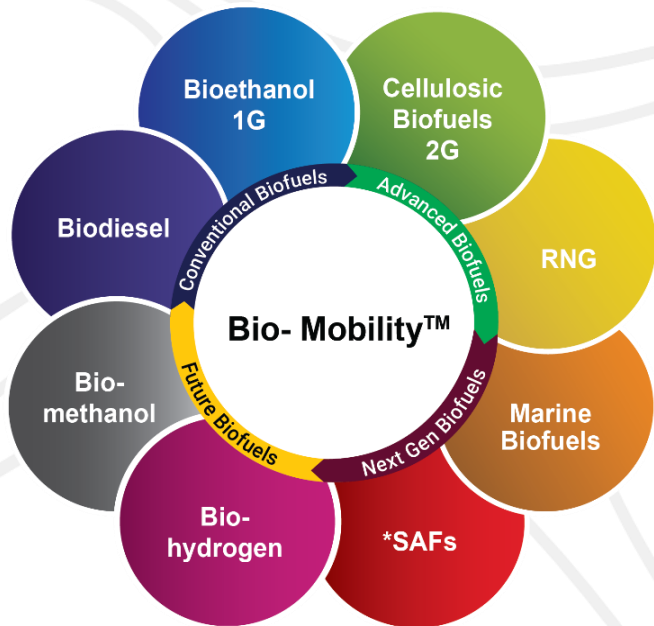 Bioethanol
1G
Cellulosic
Biofuels
2G
RNG
Marine
Biofuels
*SAFs
Bio-
hydrogen
Bio-
methanol
Biodiesel
Conventional Biofuels
Advanced Biofuels
Next Gen Biofuels
Future Biofuels
Bio- Mobility™